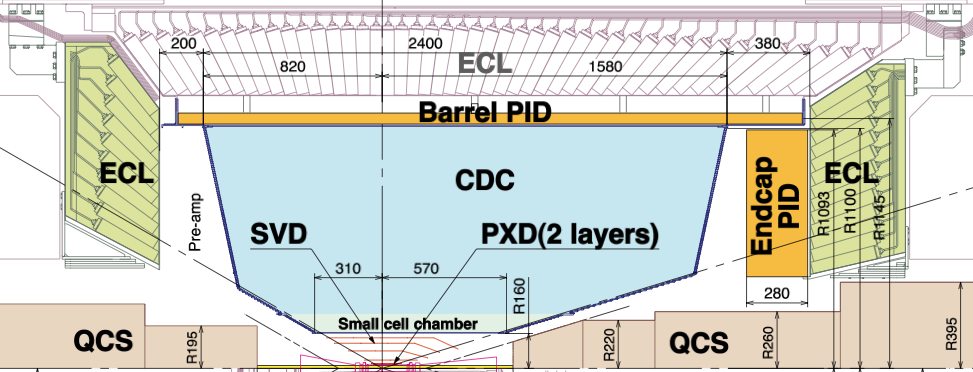 200
2400
380
820
ECL
1580
Barrel PID
ECL
CDC
Endcap
PID
ECL
R1093
R1100
R1145
Pre-amp
SVD
PXD(2 layers)
310
570
R160
280
Small cell chamber
QCS
R195
R220
QCS
R260
R395